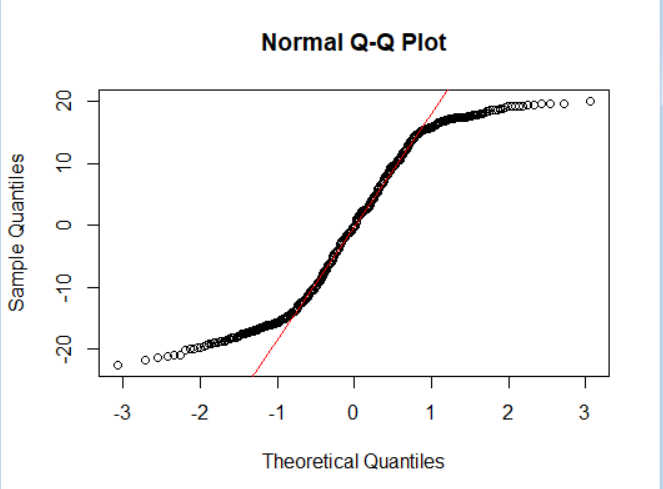 Normal Q-Q Plot
20
10
0
-10
-20
Sample Quantiles
-3 -2 -1 0 1 2 3
Theoretical Quantiles